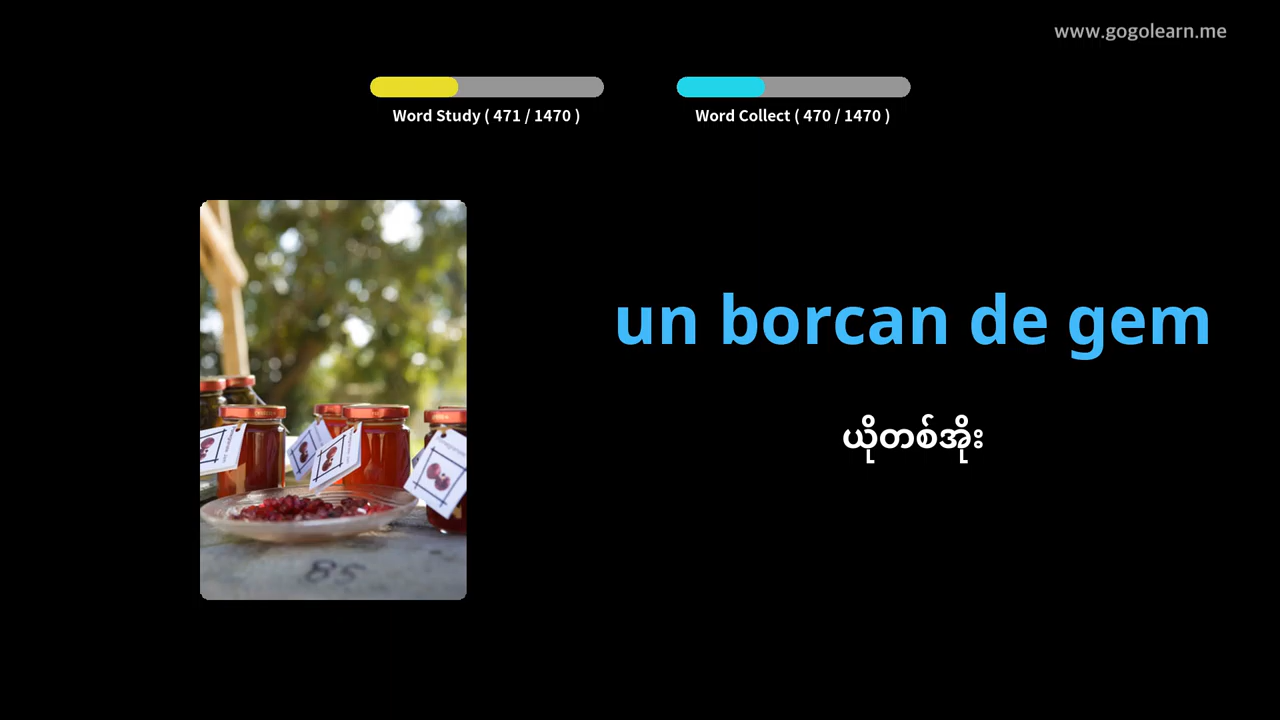 www.gogolearn.me
Word Study ( 471 / 1470 )
Word Collect ( 470 / 1470 )
un borcan de gem
ယိုတစ်အိုး
85